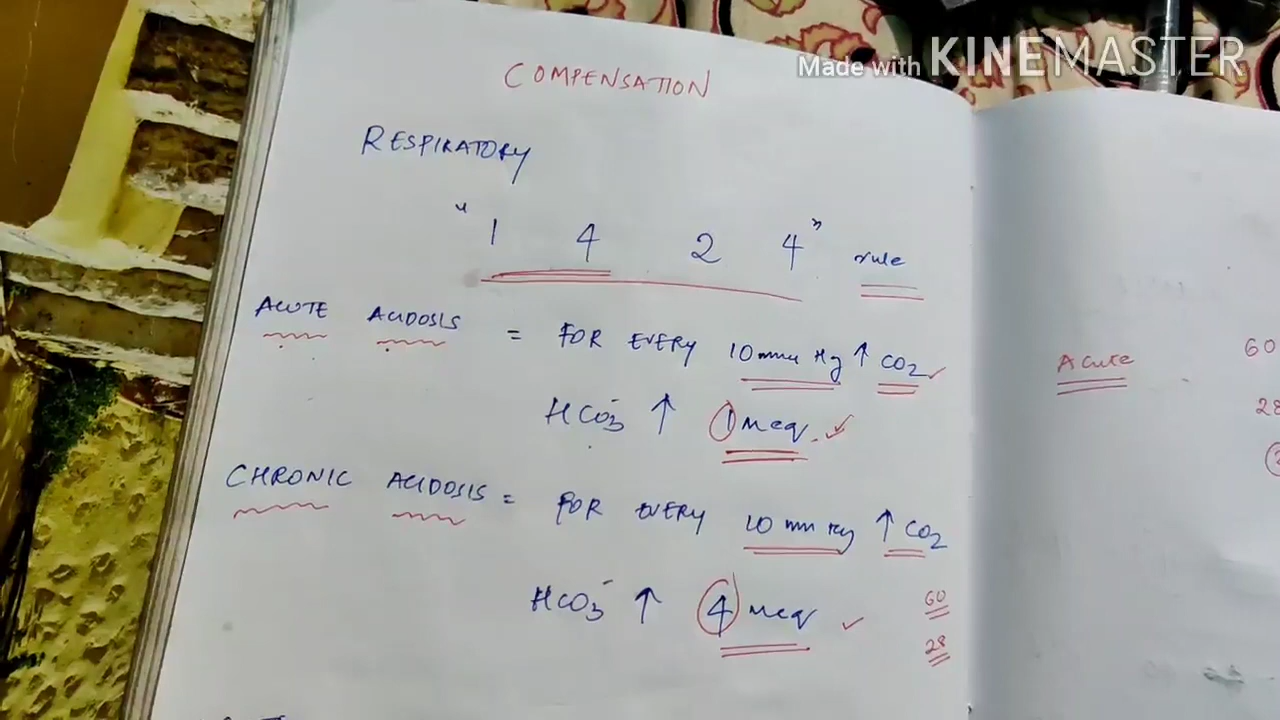 Made with KINEMASTER
COMPENSATION
RESPIRATORY
"1 4 2 4" rule
ACUTE ACIDOSIS = FOR EVERY 10 mm Hg ↑ CO2 ✓
HCO3⁻ ↑ 1 meq. ✓
CHRONIC ACIDOSIS = FOR EVERY 10 mm Hg ↑ CO2
HCO3⁻ ↑ 4 meq ✓
60
28
Acute
60
28